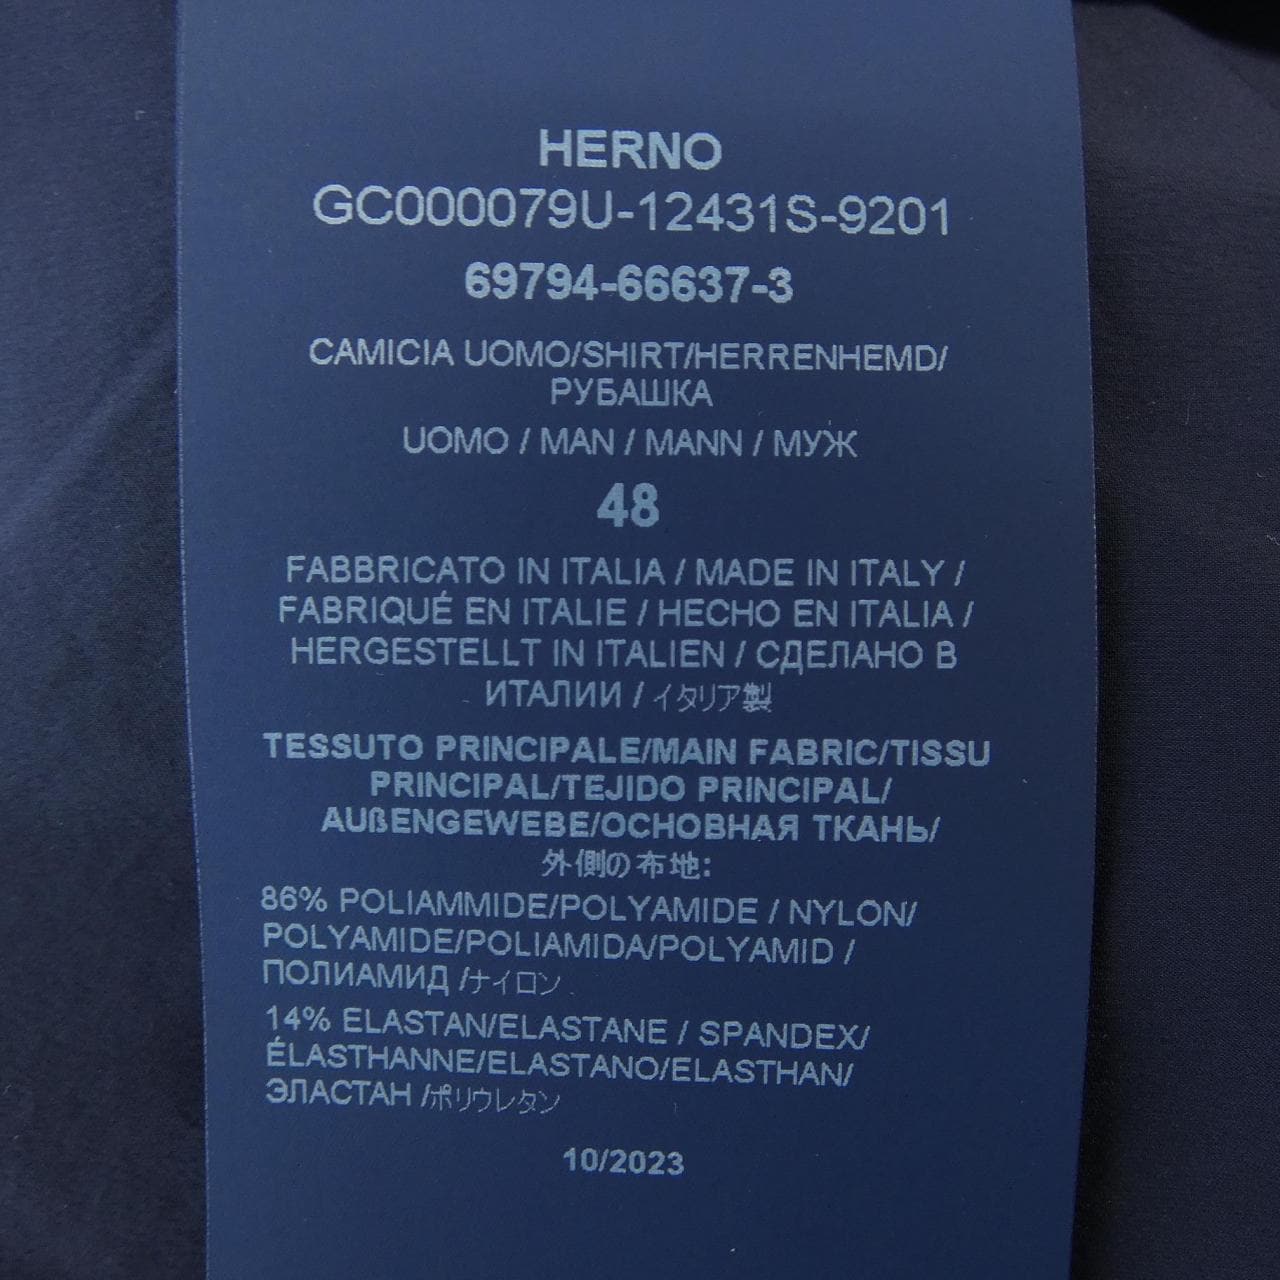 HERNO
GC000079U-12431S-9201
69794-66637-3
CAMICIA UOMO/SHIRT/HERRENHEMD/
РУБАШКА
UOMO / MAN / MANN / МУЖ
48
FABBRICATO IN ITALIA / MADE IN ITALY /
FABRIQUÉ EN ITALIE / HECHO EN ITALIA /
HERGESTELLT IN ITALIEN / СДЕЛАНО В
ИТАЛИИ / イタリア製
TESSUTO PRINCIPALE/MAIN FABRIC/TISSU
PRINCIPAL/TEJIDO PRINCIPAL/
AUßENGEWEBE/ОСНОВНАЯ ТКАНЬ/
外側の布地:
86% POLIAMMIDE/POLYAMIDE / NYLON/
POLYAMIDE/POLIAMIDA/POLYAMID /
ПОЛИАМИД /ナイロン
14% ELASTAN/ELASTANE / SPANDEX/
ÉLASTHANNE/ELASTANO/ELASTHAN/
ЭЛАСТАН /ポリウレタン
10/2023